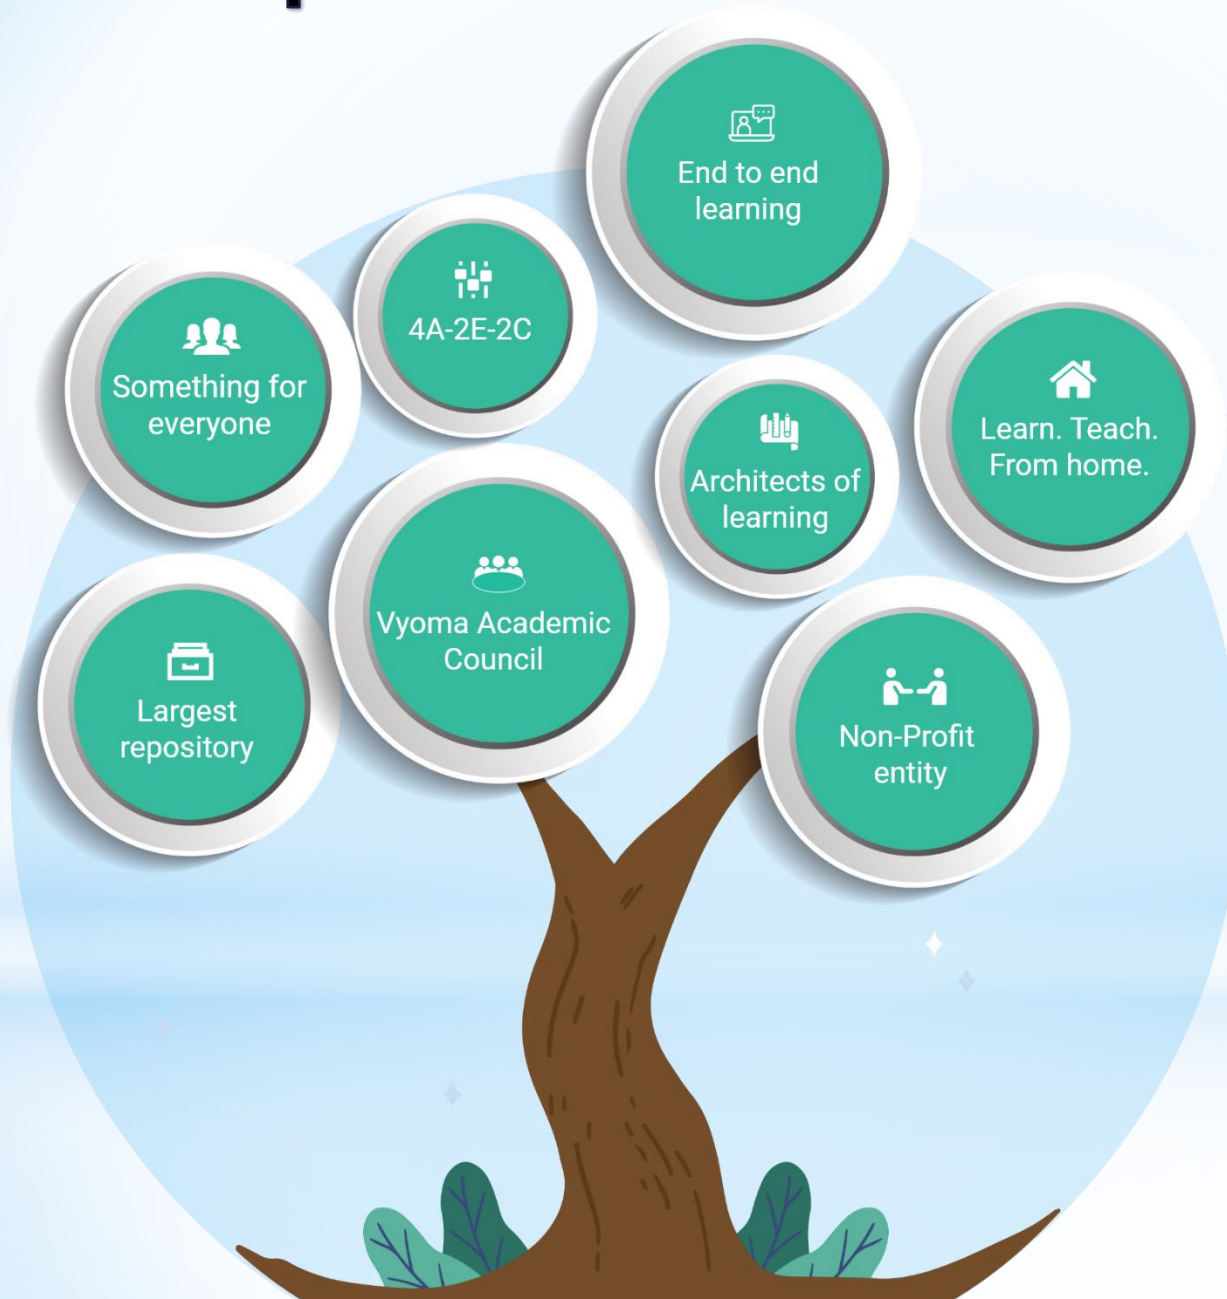 End to end
learning
4A-2E-2C
Something for
everyone
Learn. Teach.
From home.
Architects of
learning
Vyoma Academic
Council
Largest
repository
Non-Profit
entity